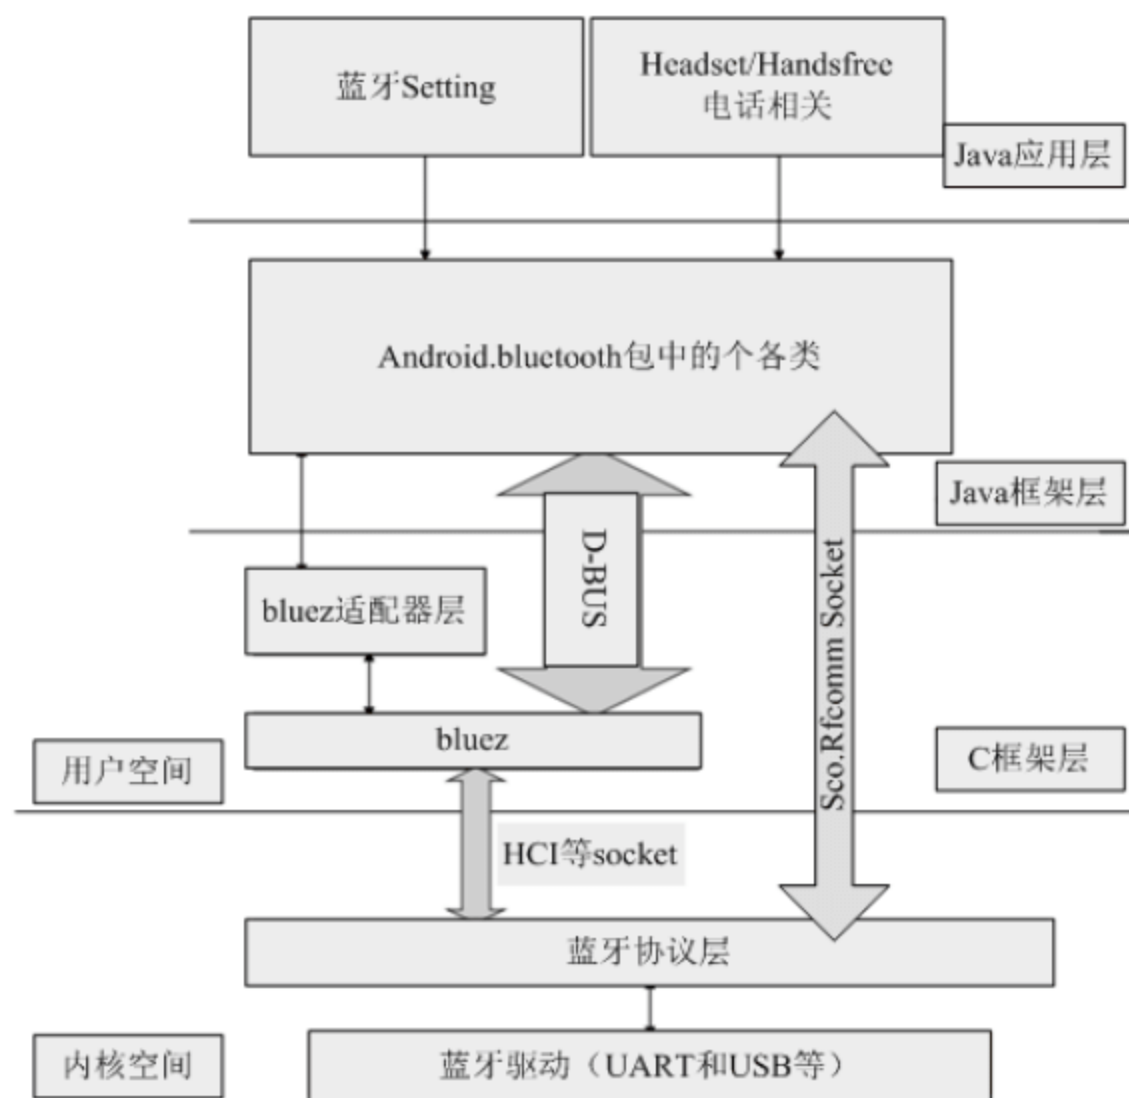 蓝牙Setting
Headset/Handsfree
电话相关
Java应用层
Android.bluetooth包中的个各类
Java框架层
D-BUS
Sco.Rfcomm Socket
bluez适配器层
bluez
用户空间
C框架层
HCI等socket
蓝牙协议层
内核空间
蓝牙驱动（UART和USB等）